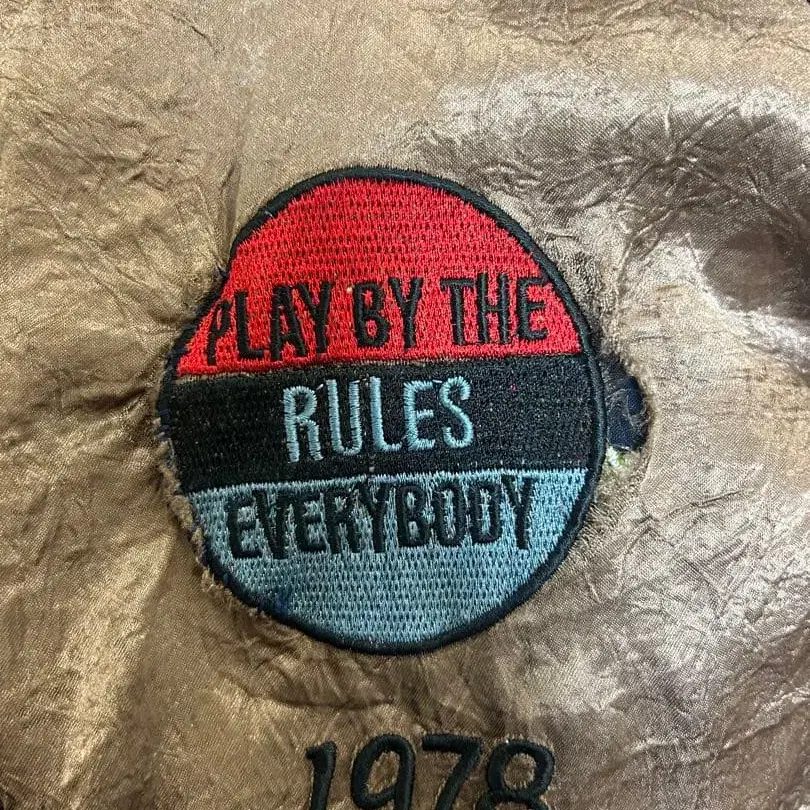 PLAY BY THE
RULES
EVERYBODY
1978